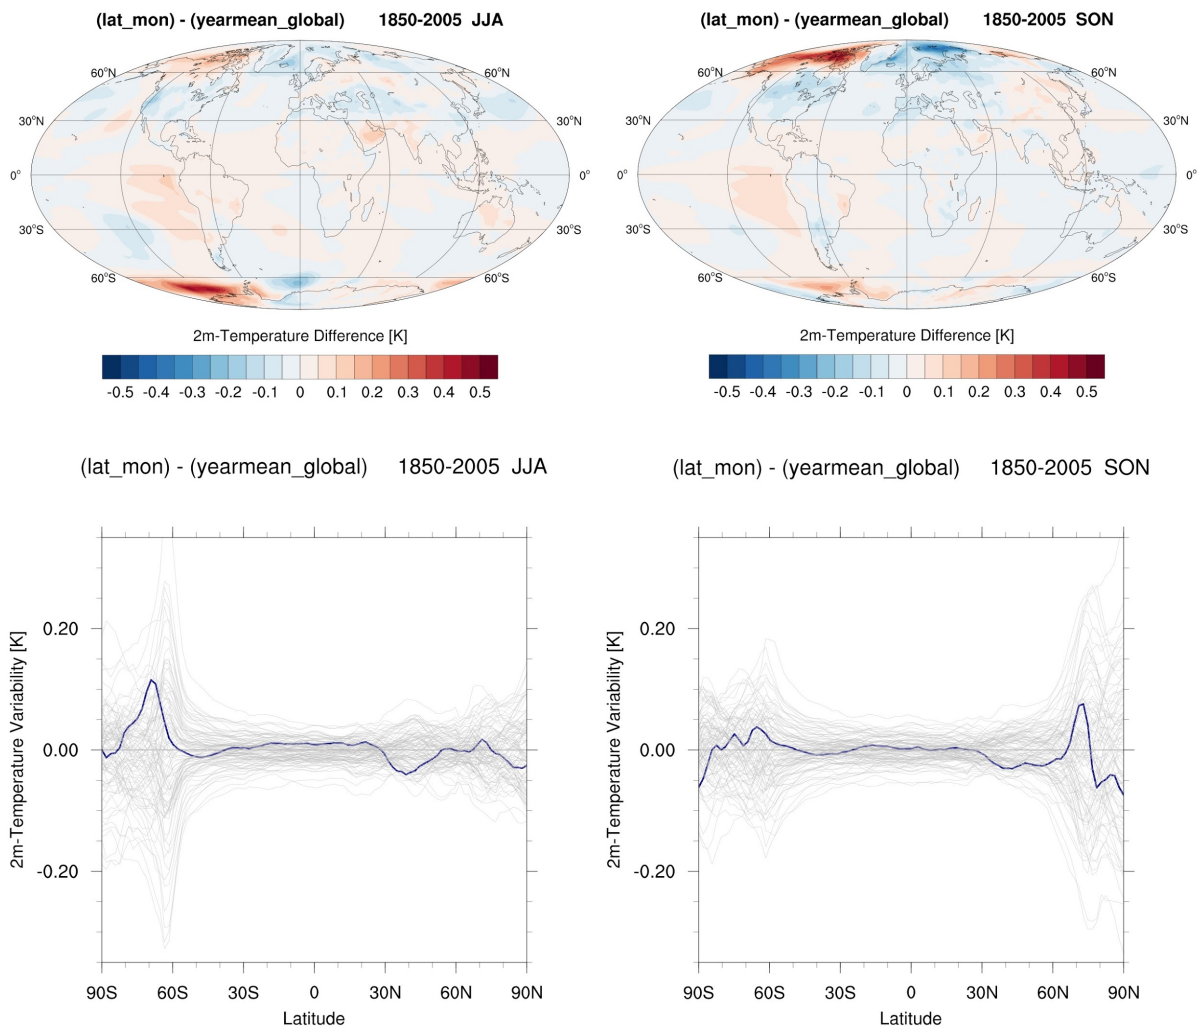 (lat_mon) - (yearmean_global) 1850-2005 JJA
60°N
60°N
30°N
30°N
0°
0°
30°S
30°S
60°S
60°S
2m-Temperature Difference [K]
-0.5 -0.4 -0.3 -0.2 -0.1 0 0.1 0.2 0.3 0.4 0.5
(lat_mon) - (yearmean_global) 1850-2005 SON
60°N
60°N
30°N
30°N
0°
0°
30°S
30°S
60°S
60°S
2m-Temperature Difference [K]
-0.5 -0.4 -0.3 -0.2 -0.1 0 0.1 0.2 0.3 0.4 0.5
(lat_mon) - (yearmean_global) 1850-2005 JJA
2m-Temperature Variability [K]
0.20
0.00
-0.20
90S 60S 30S 0 30N 60N 90N
Latitude
(lat_mon) - (yearmean_global) 1850-2005 SON
2m-Temperature Variability [K]
0.20
0.00
-0.20
90S 60S 30S 0 30N 60N 90N
Latitude